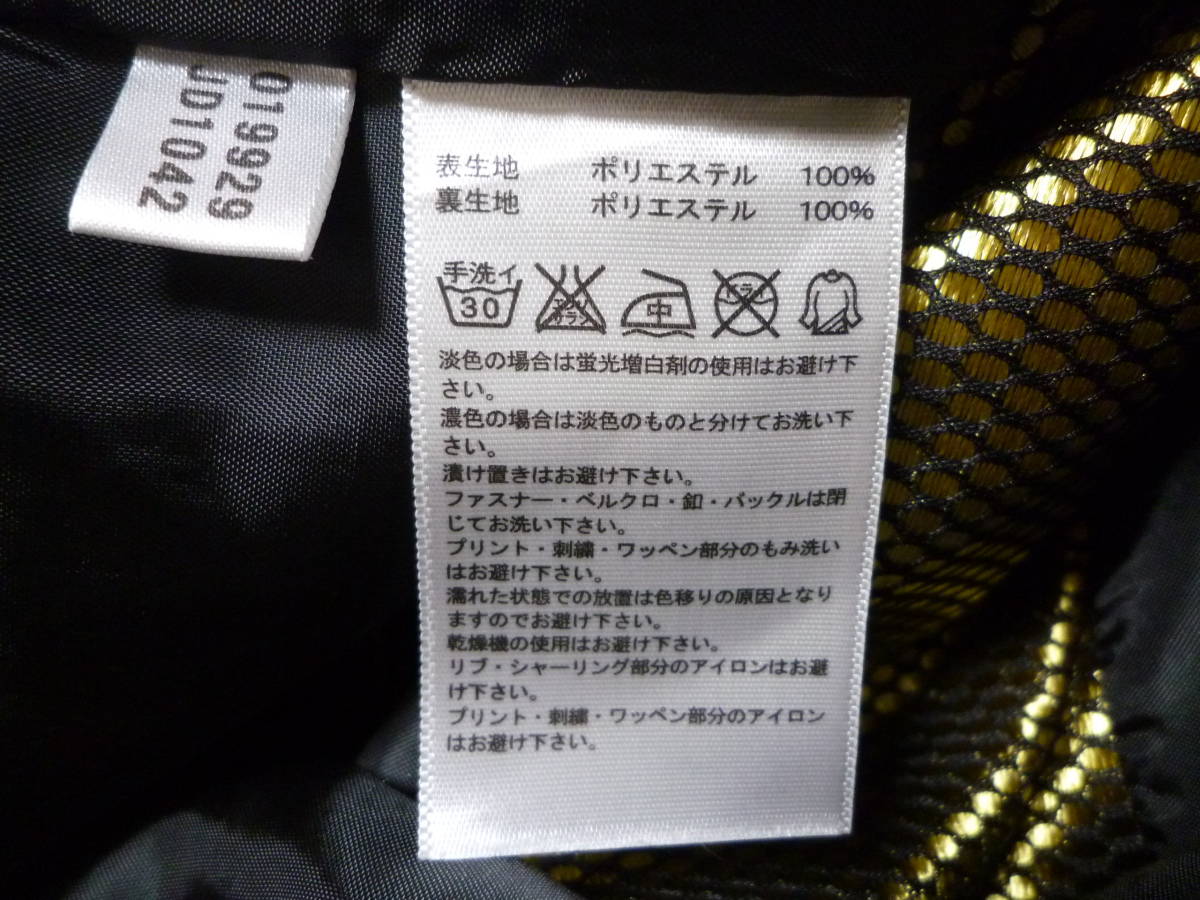 019929
JD1042
表生地 ポリエステル 100%
裏生地 ポリエステル 100%
手洗イ
30
エンソ
サラシ
中
ドライ
淡色の場合は蛍光増白剤の使用はお避け下
さい。
濃色の場合は淡色のものと分けてお洗い下
さい。
漬け置きはお避け下さい。
ファスナー・ベルクロ・釦・バックルは閉
じてお洗い下さい。
プリント・刺繍・ワッペン部分のもみ洗い
はお避け下さい。
濡れた状態での放置は色移りの原因となり
ますのでお避け下さい。
乾燥機の使用はお避け下さい。
リブ・シャーリング部分のアイロンはお避
け下さい。
プリント・刺繍・ワッペン部分のアイロン
はお避け下さい。